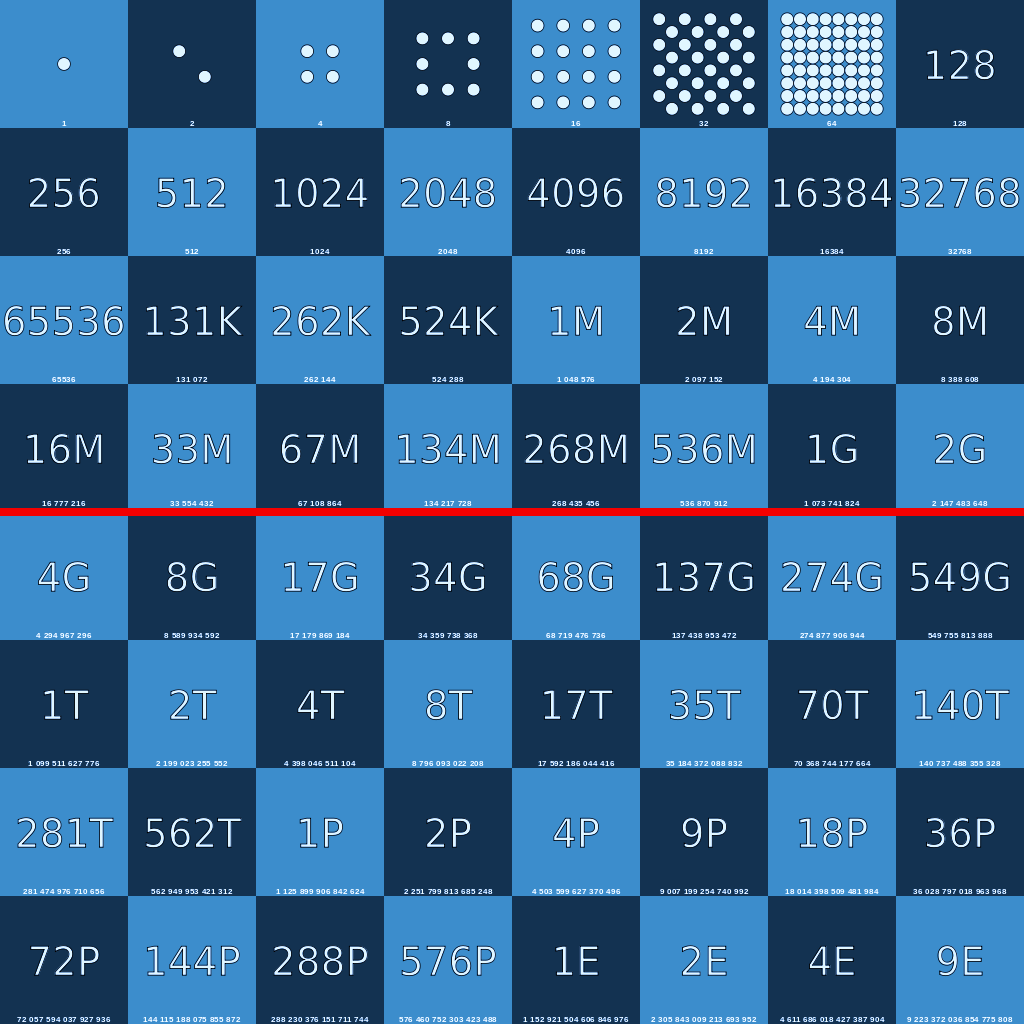 1 2 4 8 16 32 64 128
128
256 512 1024 2048 4096 8192 16384 32768
256 512 1024 2048 4096 8192 16384 32768
65536 131K 262K 524K 1M 2M 4M 8M
65536 131 072 262 144 524 288 1 048 576 2 097 152 4 194 304 8 388 608
16M 33M 67M 134M 268M 536M 1G 2G
16 777 216 33 554 432 67 108 864 134 217 728 268 435 456 536 870 912 1 073 741 824 2 147 483 648
4G 8G 17G 34G 68G 137G 274G 549G
4 294 967 296 8 589 934 592 17 179 869 184 34 359 738 368 68 719 476 736 137 438 953 472 274 877 906 944 549 755 813 888
1T 2T 4T 8T 17T 35T 70T 140T
1 099 511 627 776 2 199 023 255 552 4 398 046 511 104 8 796 093 022 208 17 592 186 044 416 35 184 372 088 832 70 368 744 177 664 140 737 488 355 328
281T 562T 1P 2P 4P 9P 18P 36P
281 474 976 710 656 562 949 953 421 312 1 125 899 906 842 624 2 251 799 813 685 248 4 503 599 627 370 496 9 007 199 254 740 992 18 014 398 509 481 984 36 028 797 018 963 968
72P 144P 288P 576P 1E 2E 4E 9E
72 057 594 037 927 936 144 115 188 075 855 872 288 230 376 151 711 744 576 460 752 303 423 488 1 152 921 504 606 846 976 2 305 843 009 213 693 952 4 611 686 018 427 387 904 9 223 372 036 854 775 808